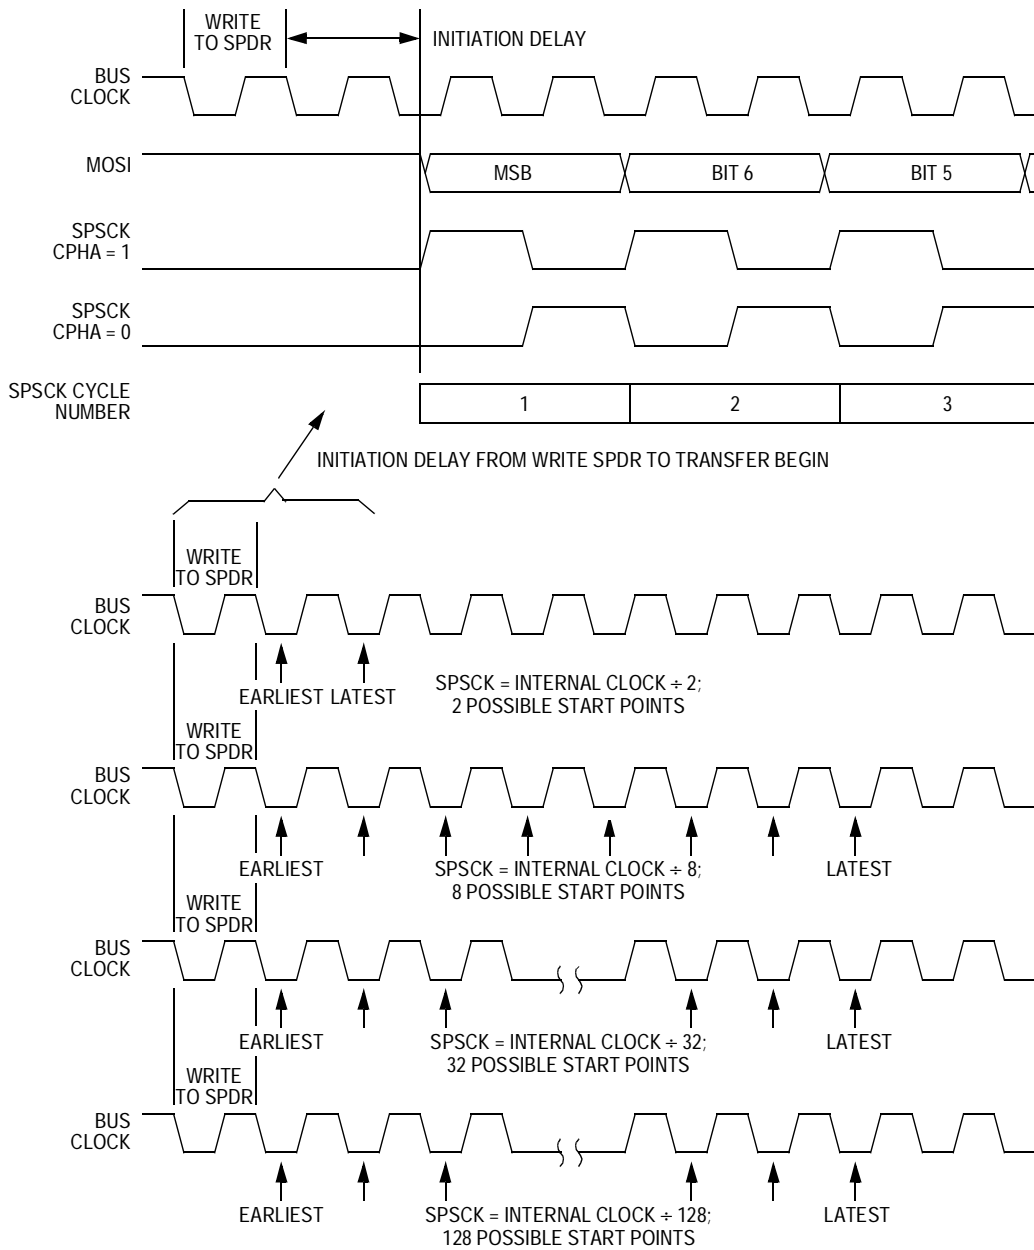 WRITE
TO SPDR
INITIATION DELAY
BUS
CLOCK
MOSI
MSB
BIT 6
BIT 5
SPSCK
CPHA = 1
SPSCK
CPHA = 0
SPSCK CYCLE
NUMBER
1
2
3
INITIATION DELAY FROM WRITE SPDR TO TRANSFER BEGIN
WRITE
TO SPDR
BUS
CLOCK
EARLIEST
LATEST
SPSCK = INTERNAL CLOCK ÷ 2;
2 POSSIBLE START POINTS
WRITE
TO SPDR
BUS
CLOCK
EARLIEST
SPSCK = INTERNAL CLOCK ÷ 8;
8 POSSIBLE START POINTS
LATEST
WRITE
TO SPDR
BUS
CLOCK
EARLIEST
SPSCK = INTERNAL CLOCK ÷ 32;
32 POSSIBLE START POINTS
LATEST
WRITE
TO SPDR
BUS
CLOCK
EARLIEST
SPSCK = INTERNAL CLOCK ÷ 128;
128 POSSIBLE START POINTS
LATEST